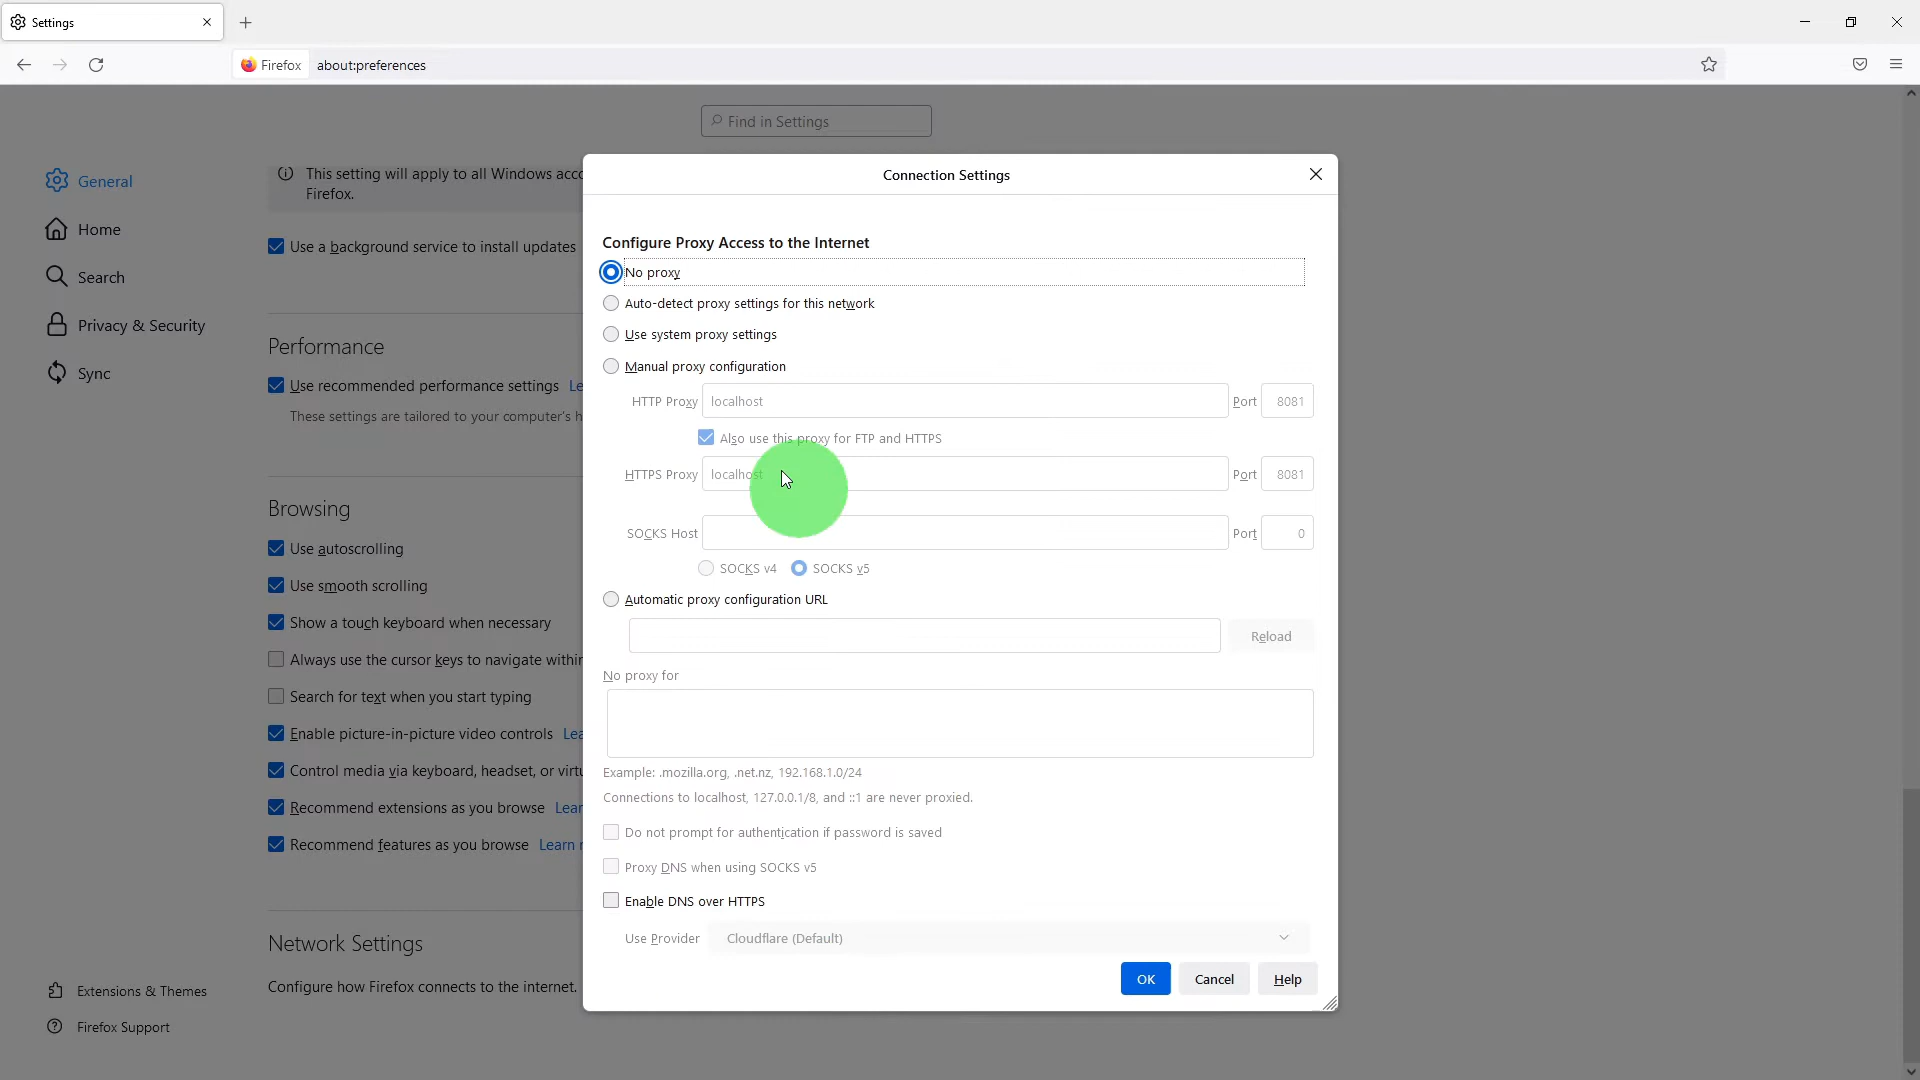 Settings
Firefox
about:preferences
Find in Settings
General
Home
Search
Privacy & Security
Sync
Extensions & Themes
Firefox Support
This setting will apply to all Windows acc
Firefox.
Use a background service to install updates
Performance
Use recommended performance settings Le
These settings are tailored to your computer's h
Browsing
Use autoscrolling
Use smooth scrolling
Show a touch keyboard when necessary
Always use the cursor keys to navigate withi
Search for text when you start typing
Enable picture-in-picture video controls Lea
Control media via keyboard, headset, or virtu
Recommend extensions as you browse Lear
Recommend features as you browse Learn
Network Settings
Configure how Firefox connects to the internet.
Connection Settings
Configure Proxy Access to the Internet
No proxy
Auto-detect proxy settings for this network
Use system proxy settings
Manual proxy configuration
HTTP Proxy localhost Port 8081
Also use this proxy for FTP and HTTPS
HTTPS Proxy localhost Port 8081
SOCKS Host Port 0
SOCKS v4 SOCKS v5
Automatic proxy configuration URL
Reload
No proxy for
Example: .mozilla.org, .net.nz, 192.168.1.0/24
Connections to localhost, 127.0.0.1/8, and ::1 are never proxied.
Do not prompt for authentication if password is saved
Proxy DNS when using SOCKS v5
Enable DNS over HTTPS
Use Provider Cloudflare (Default)
OK Cancel Help